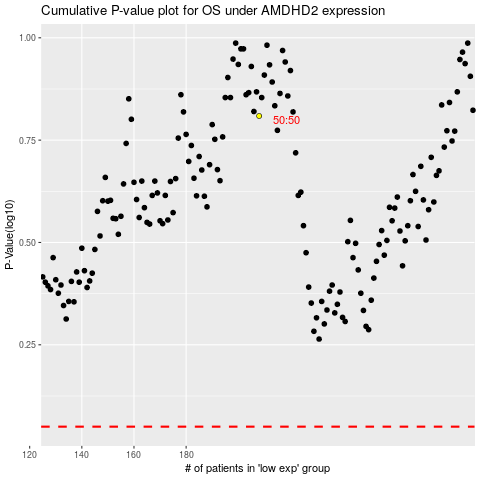 Cumulative P-value plot for OS under AMDHD2 expression
1.00
0.75
0.50
0.25
P-Value(log10)
50:50
120 140 160 180
# of patients in 'low exp' group